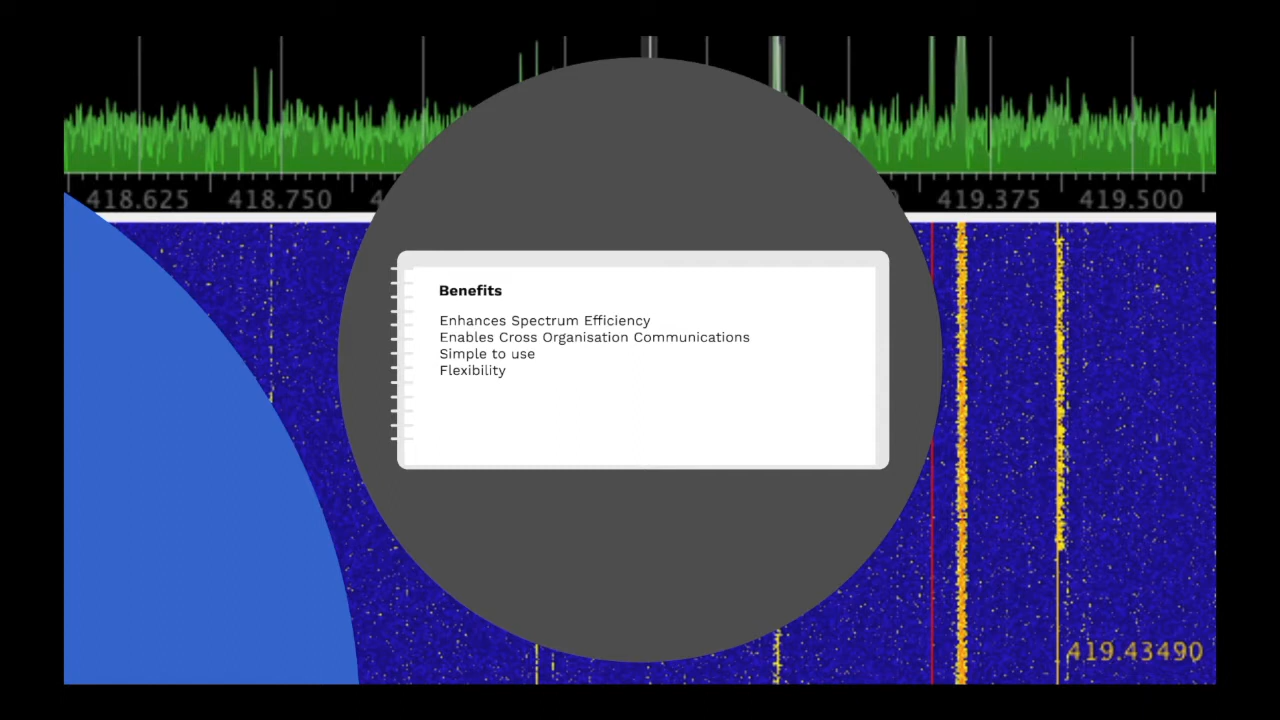 418.625 418.750 419.375 419.500
Benefits
Enhances Spectrum Efficiency
Enables Cross Organisation Communications
Simple to use
Flexibility
419.43490